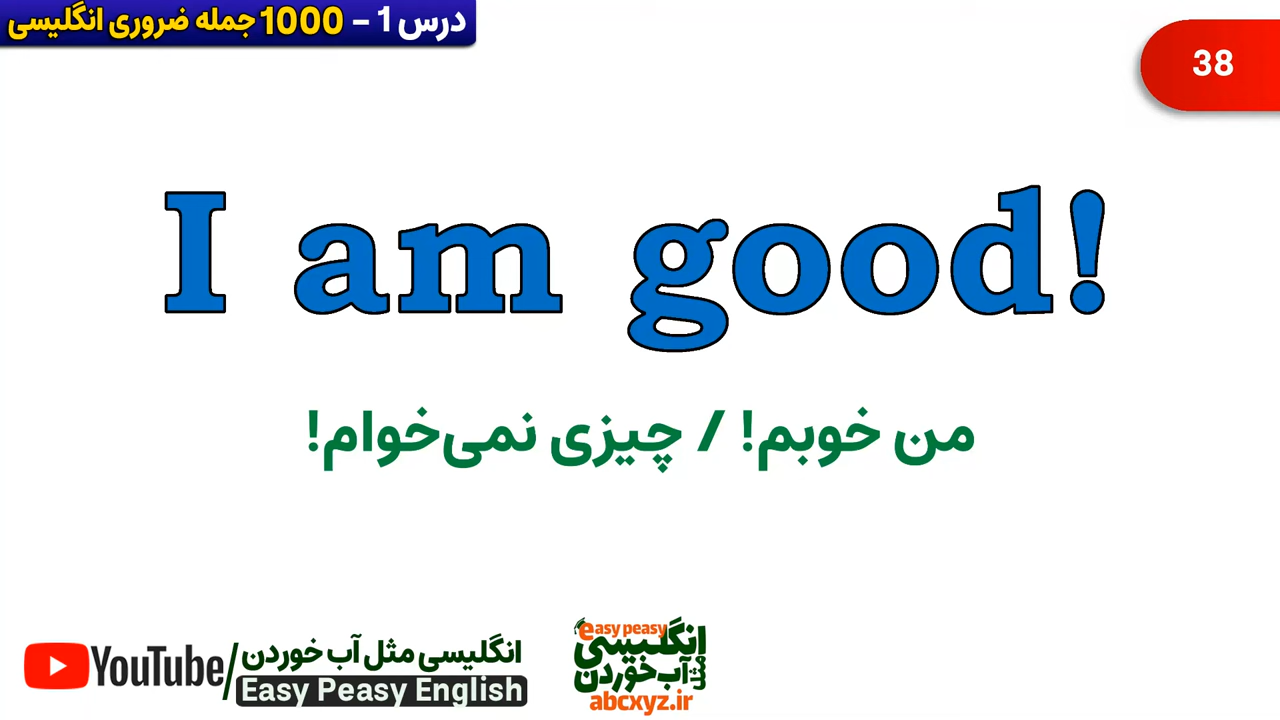 درس 1 – 1000 جمله ضروری انگلیسی
38
I am good!
من خوبم! / چیزی نمی‌خوام!
YouTube/انگلیسی مثل آب خوردن
Easy Peasy English
easy peasy
انگلیسی
مثل آب خوردن
abcxyz.ir